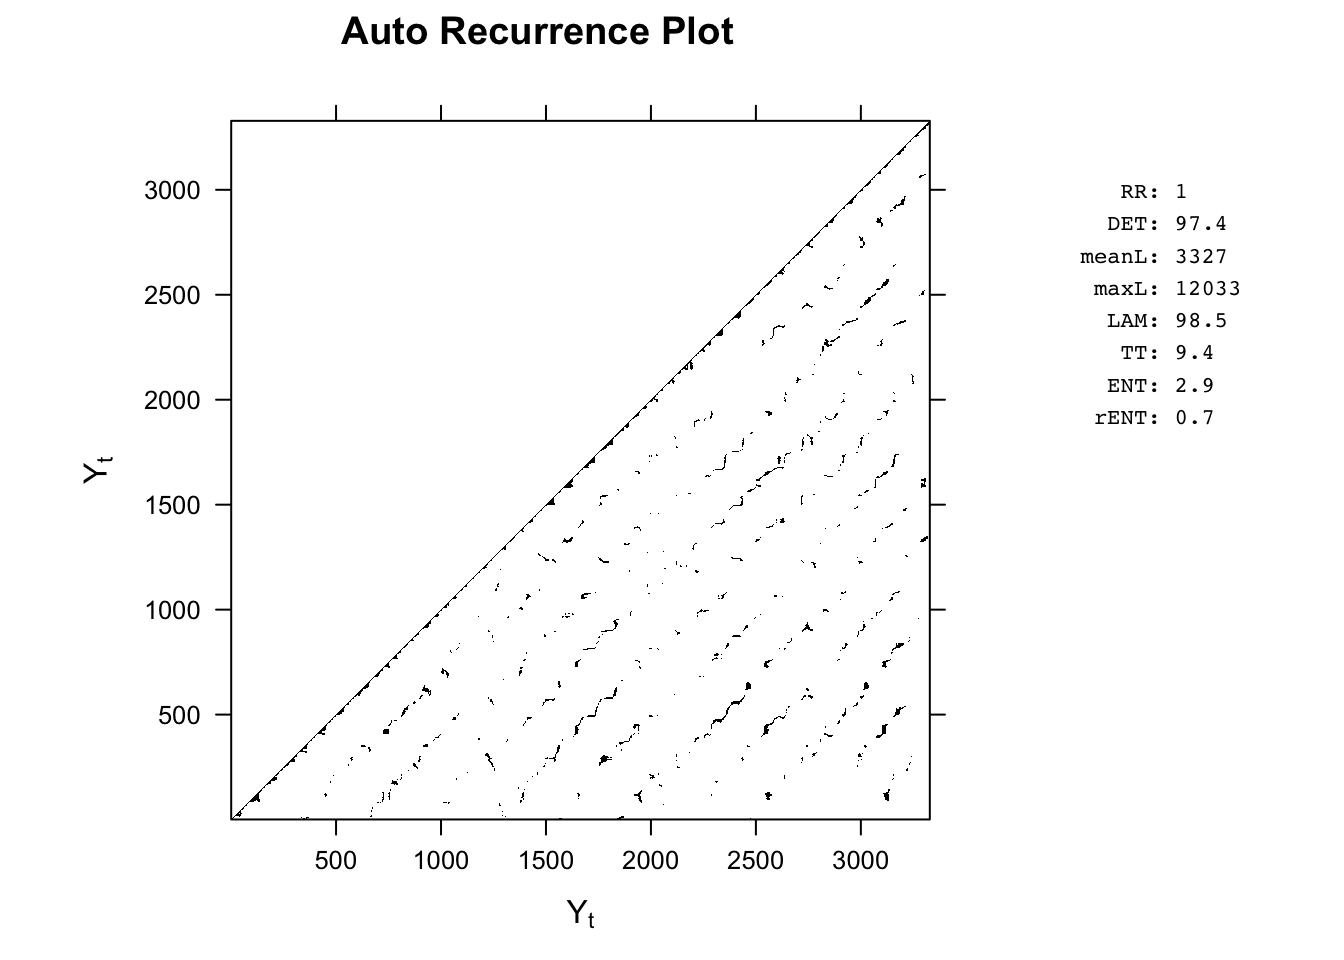 Auto Recurrence Plot
3000
2500
2000
1500
1000
500
Yt
500 1000 1500 2000 2500 3000
Yt
RR: 1
DET: 97.4
meanL: 3327
maxL: 12033
LAM: 98.5
TT: 9.4
ENT: 2.9
rENT: 0.7